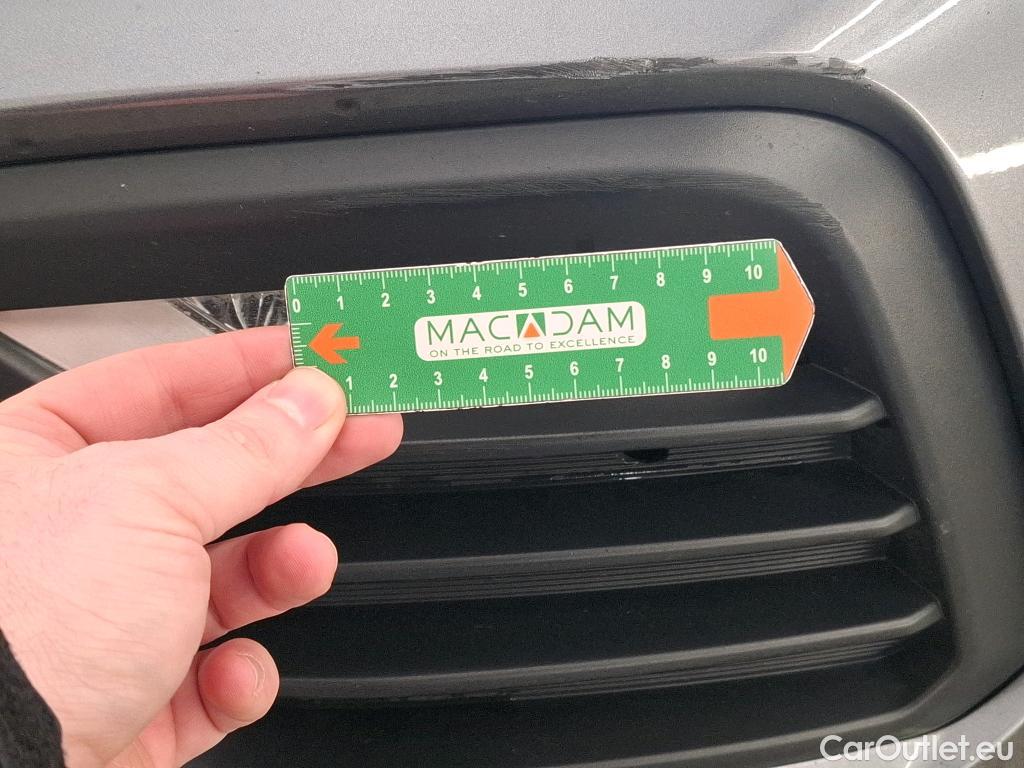 0 1 2 3 4 5 6 7 8 9 10
MACADAM
ON THE ROAD TO EXCELLENCE
1 2 3 4 5 6 7 8 9 10
CarOutlet.eu